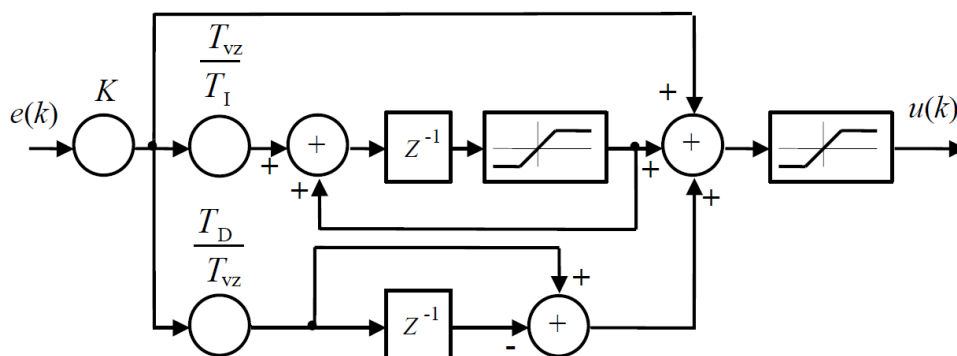 T_vz
T_I
K
e(k)
u(k)
+
+
Z^-1
+
+
+
+
+
T_D
T_vz
+
+
Z^-1
-